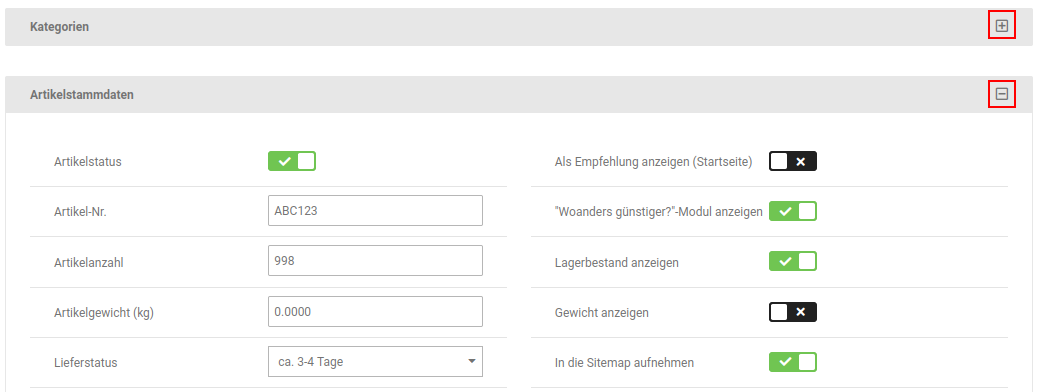 Kategorien
Artikelstammdaten
Artikelstatus
Als Empfehlung anzeigen (Startseite)
Artikel-Nr.
ABC123
"Woanders günstiger?"-Modul anzeigen
Artikelanzahl
998
Lagerbestand anzeigen
Artikelgewicht (kg)
0.0000
Gewicht anzeigen
Lieferstatus
ca. 3-4 Tage
In die Sitemap aufnehmen